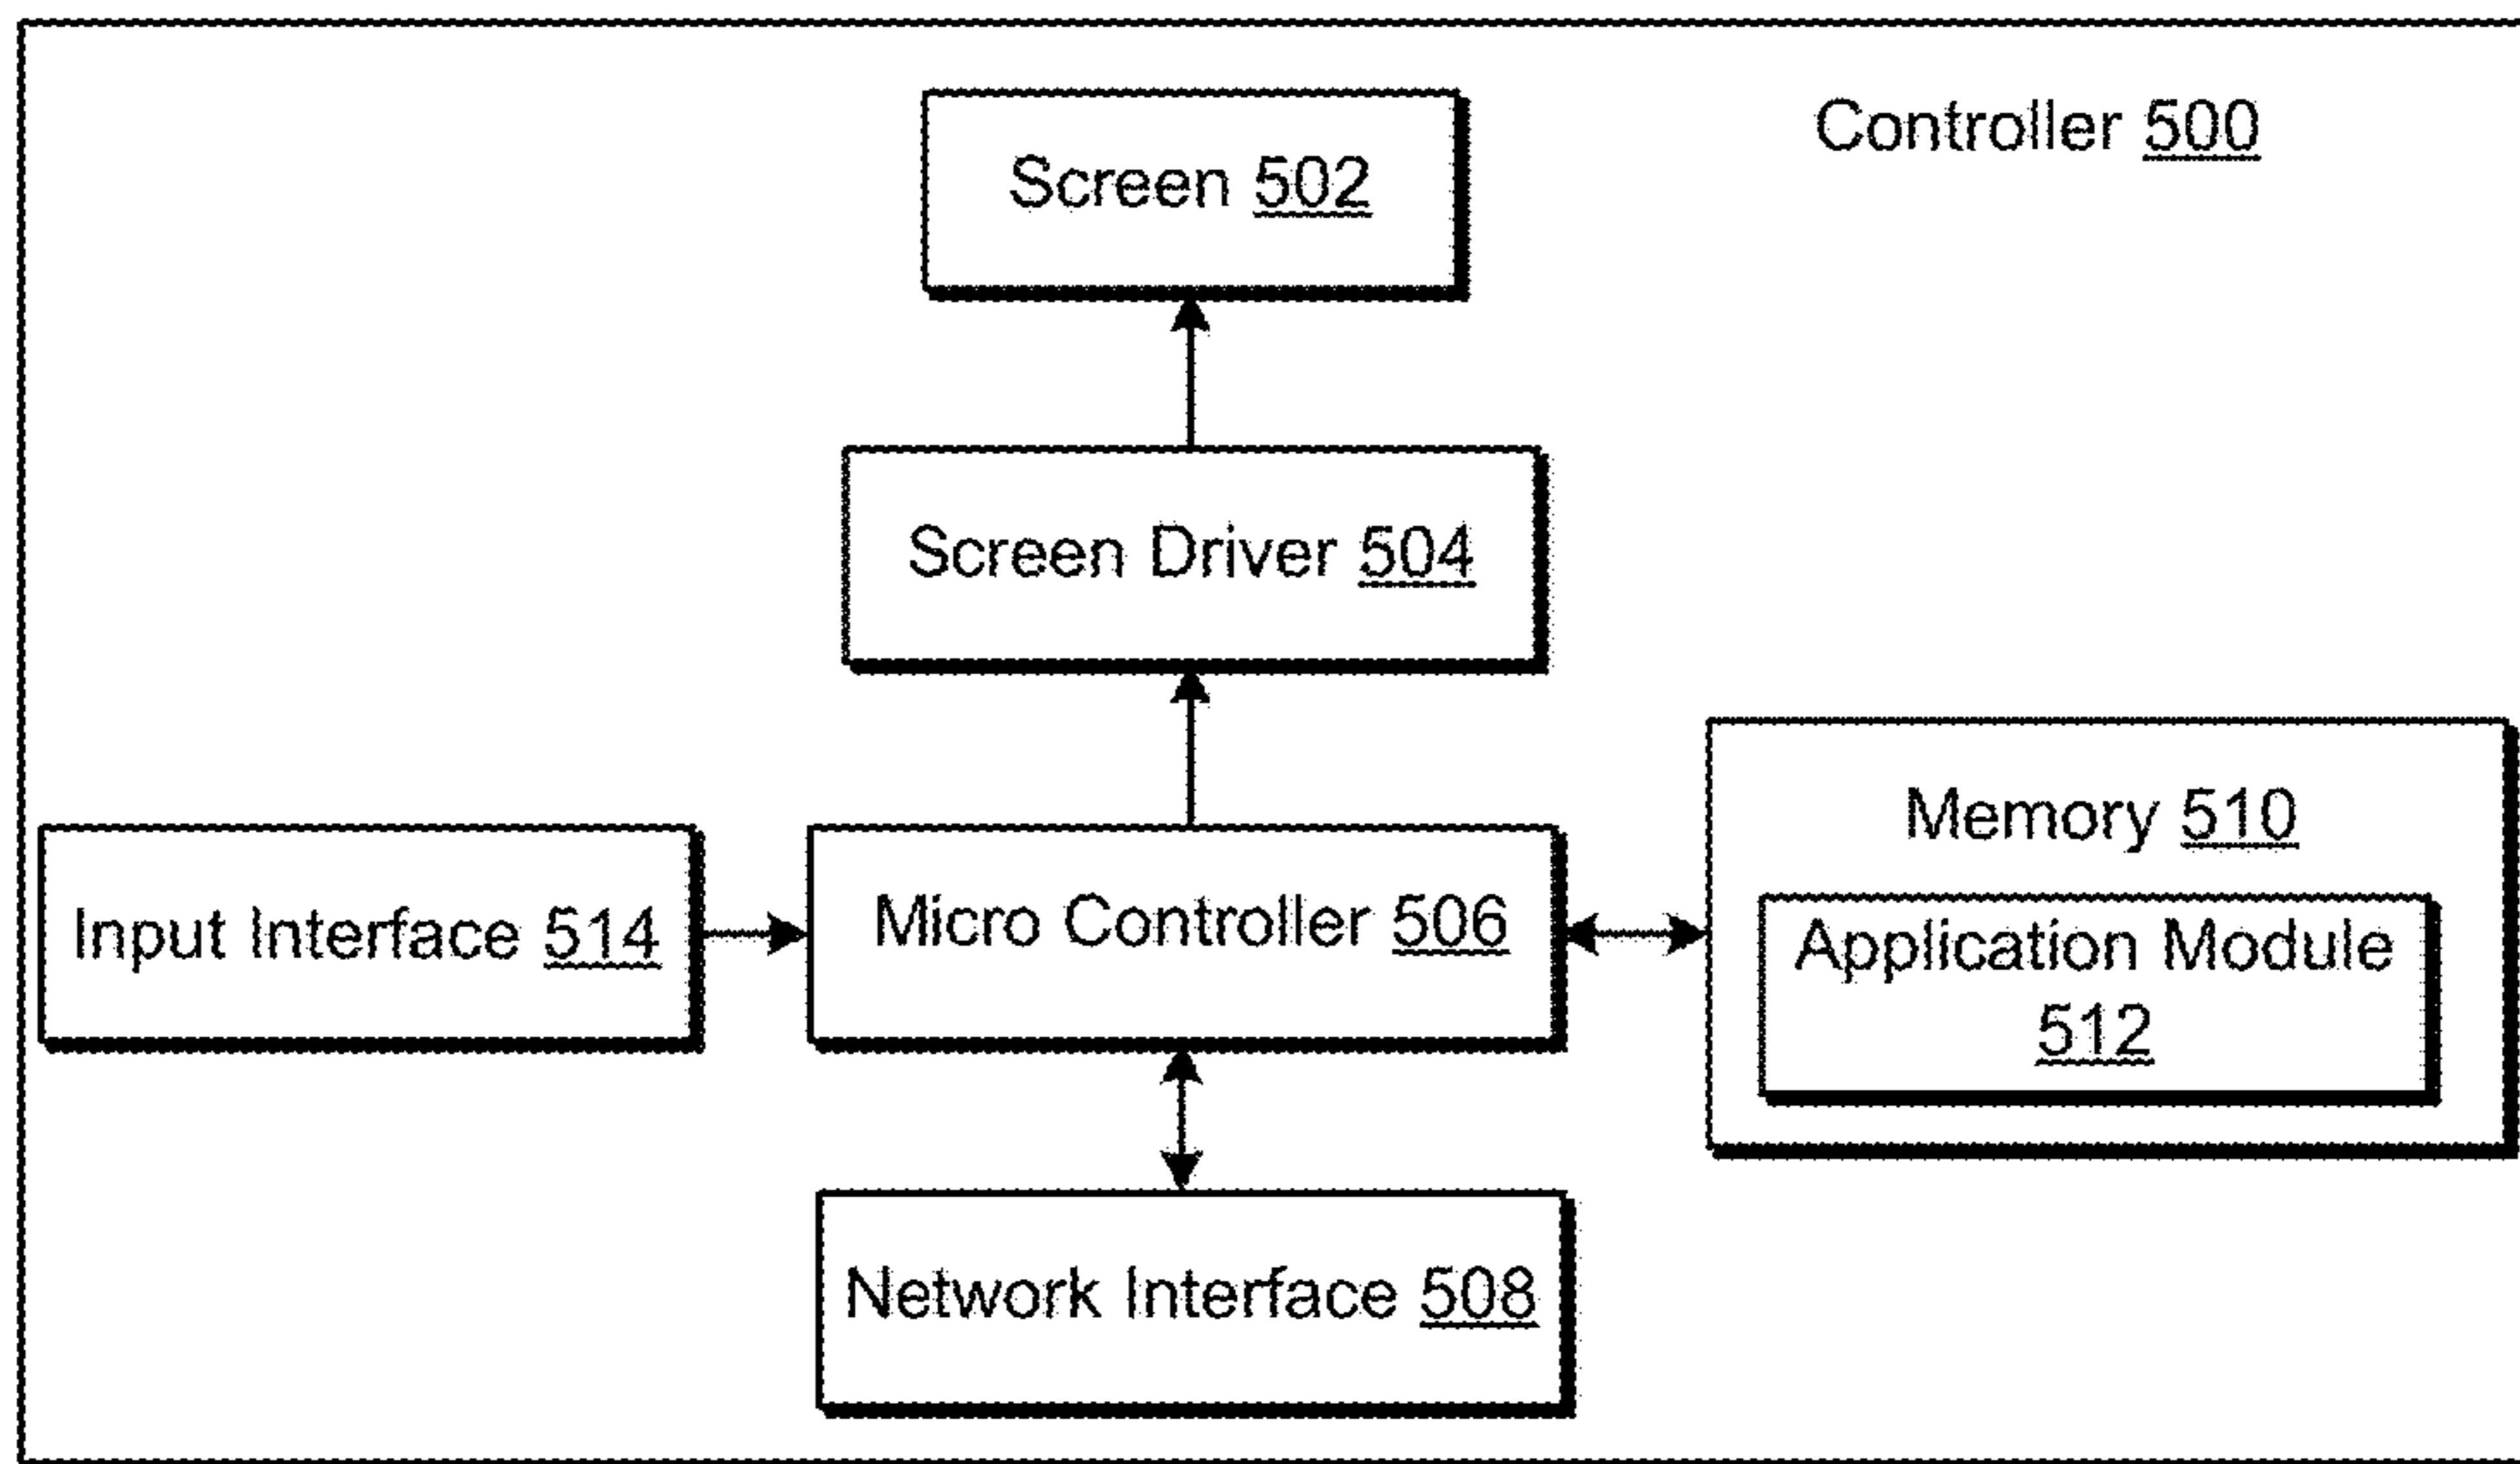 Controller 500
Screen 502
Screen Driver 504
Memory 510
Input Interface 514
Micro Controller 506
Application Module
512
Network Interface 508